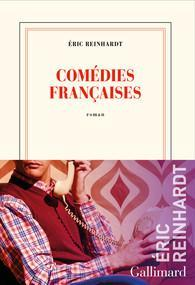 ÉRIC REINHARDT
COMÉDIES
FRANÇAISES
roman
ÉRIC
REINHARDT
Gallimard